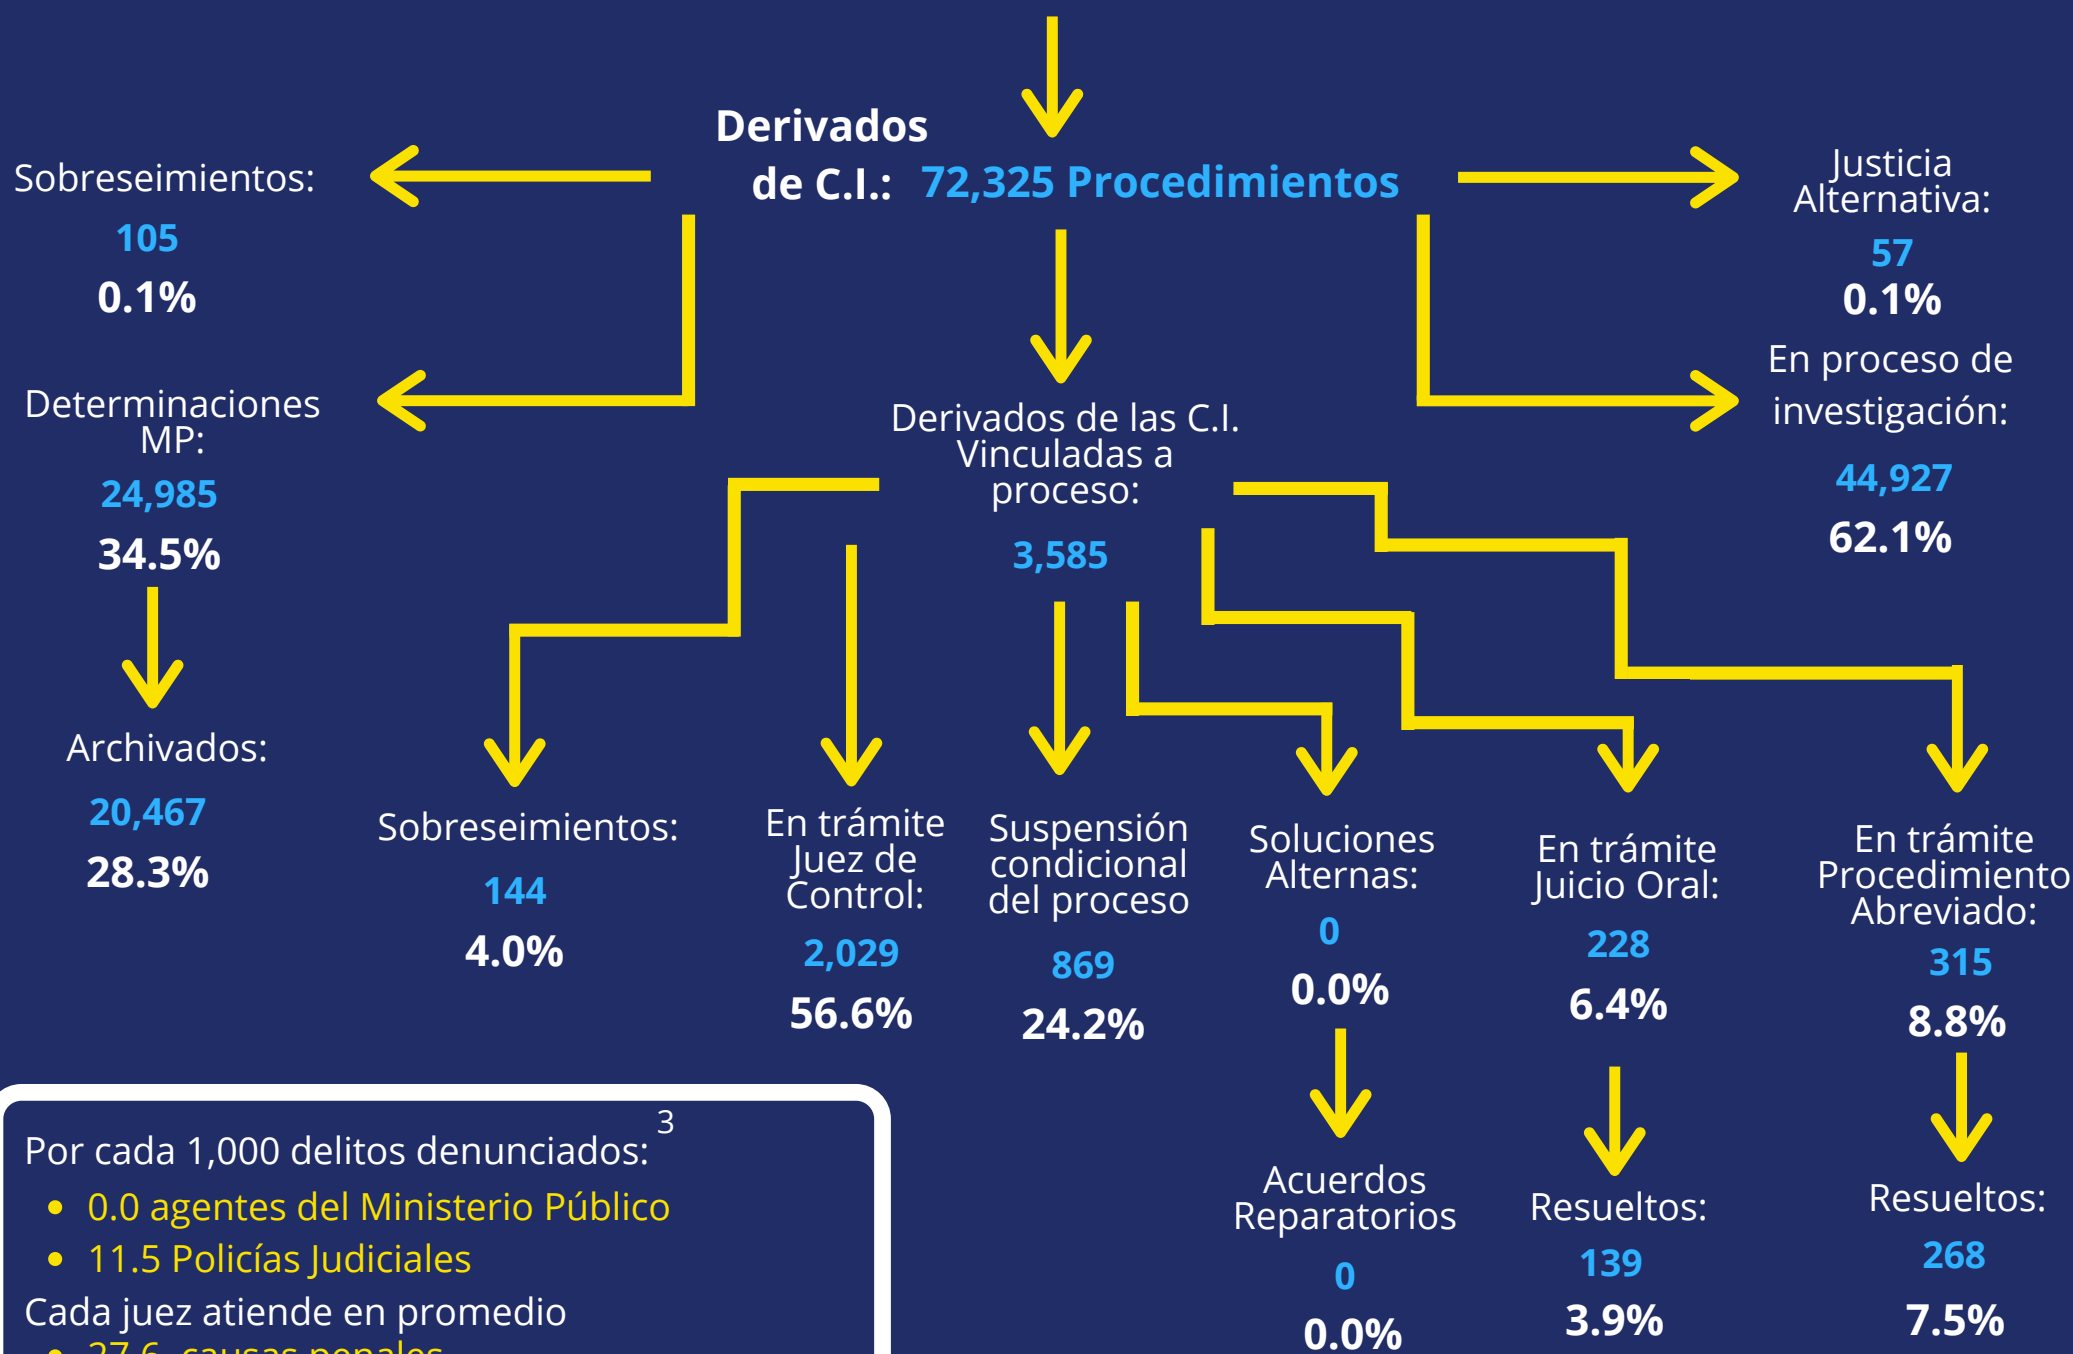 Derivados
de C.I.: 72,325 Procedimientos
Sobreseimientos:
105
0.1%
Justicia
Alternativa:
57
0.1%
Determinaciones
MP:
24,985
34.5%
Archivados:
20,467
28.3%
Derivados de las C.I.
Vinculadas a
proceso:
3,585
En proceso de
investigación:
44,927
62.1%
Sobreseimientos:
144
4.0%
En trámite
Juez de
Control:
2,029
56.6%
Suspensión
condicional
del proceso
869
24.2%
Soluciones
Alternas:
0
0.0%
En trámite
Juicio Oral:
228
6.4%
En trámite
Procedimiento
Abreviado:
315
8.8%
Acuerdos
Reparatorios
0
0.0%
Resueltos:
139
3.9%
Resueltos:
268
7.5%
Por cada 1,000 delitos denunciados: 3
• 0.0 agentes del Ministerio Público
• 11.5 Policías Judiciales
Cada juez atiende en promedio
• 27.6 causas penales